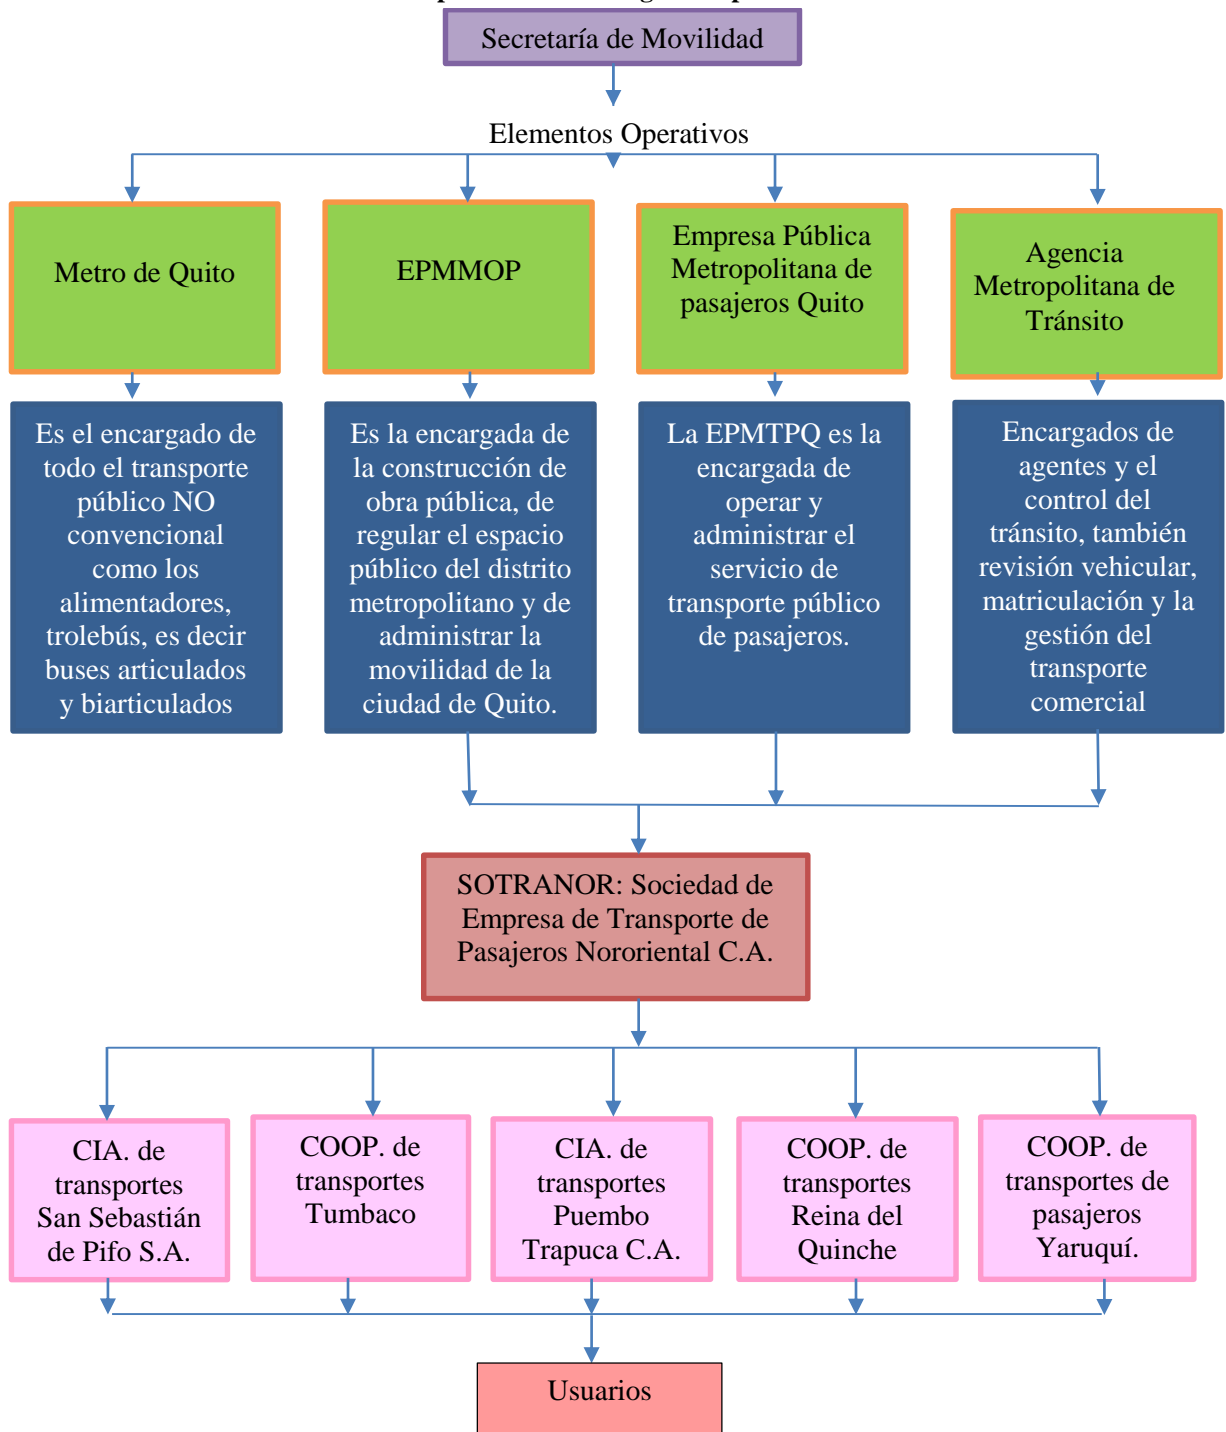 Secretaría de Movilidad
Elementos Operativos
Metro de Quito
EPMMOP
Empresa Pública
Metropolitana de
pasajeros Quito
Agencia
Metropolitana de
Tránsito
Es el encargado de
todo el transporte
público NO
convencional
como los
alimentadores,
trolebús, es decir
buses articulados
y biarticulados
Es la encargada de
la construcción de
obra pública, de
regular el espacio
público del distrito
metropolitano y de
administrar la
movilidad de la
ciudad de Quito.
La EPMTPQ es la
encargada de
operar y
administrar el
servicio de
transporte público
de pasajeros.
Encargados de
agentes y el
control del
tránsito, también
revisión vehicular,
matriculación y la
gestión del
transporte
comercial
SOTRANOR: Sociedad de
Empresa de Transporte de
Pasajeros Nororiental C.A.
CIA. de
transportes
San Sebastián
de Pifo S.A.
COOP. de
transportes
Tumbaco
CIA. de
transportes
Puembo
Trapuca C.A.
COOP. de
transportes
Reina del
Quinche
COOP. de
transportes de
pasajeros
Yaruquí.
Usuarios